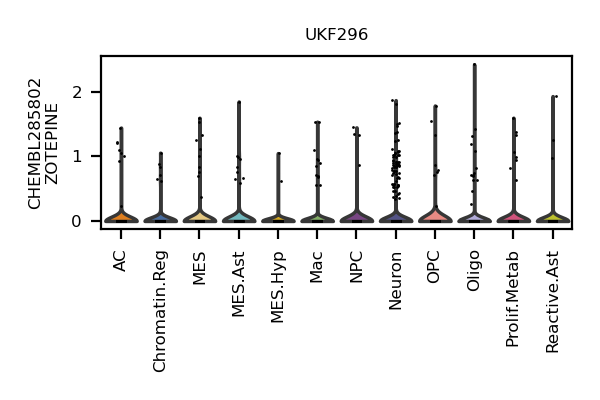 UKF296
CHEMBL285802
ZOTEPINE
2
1
0
AC
Chromatin.Reg
MES
MES.Ast
MES.Hyp
Mac
NPC
Neuron
OPC
Oligo
Prolif.Metab
Reactive.Ast